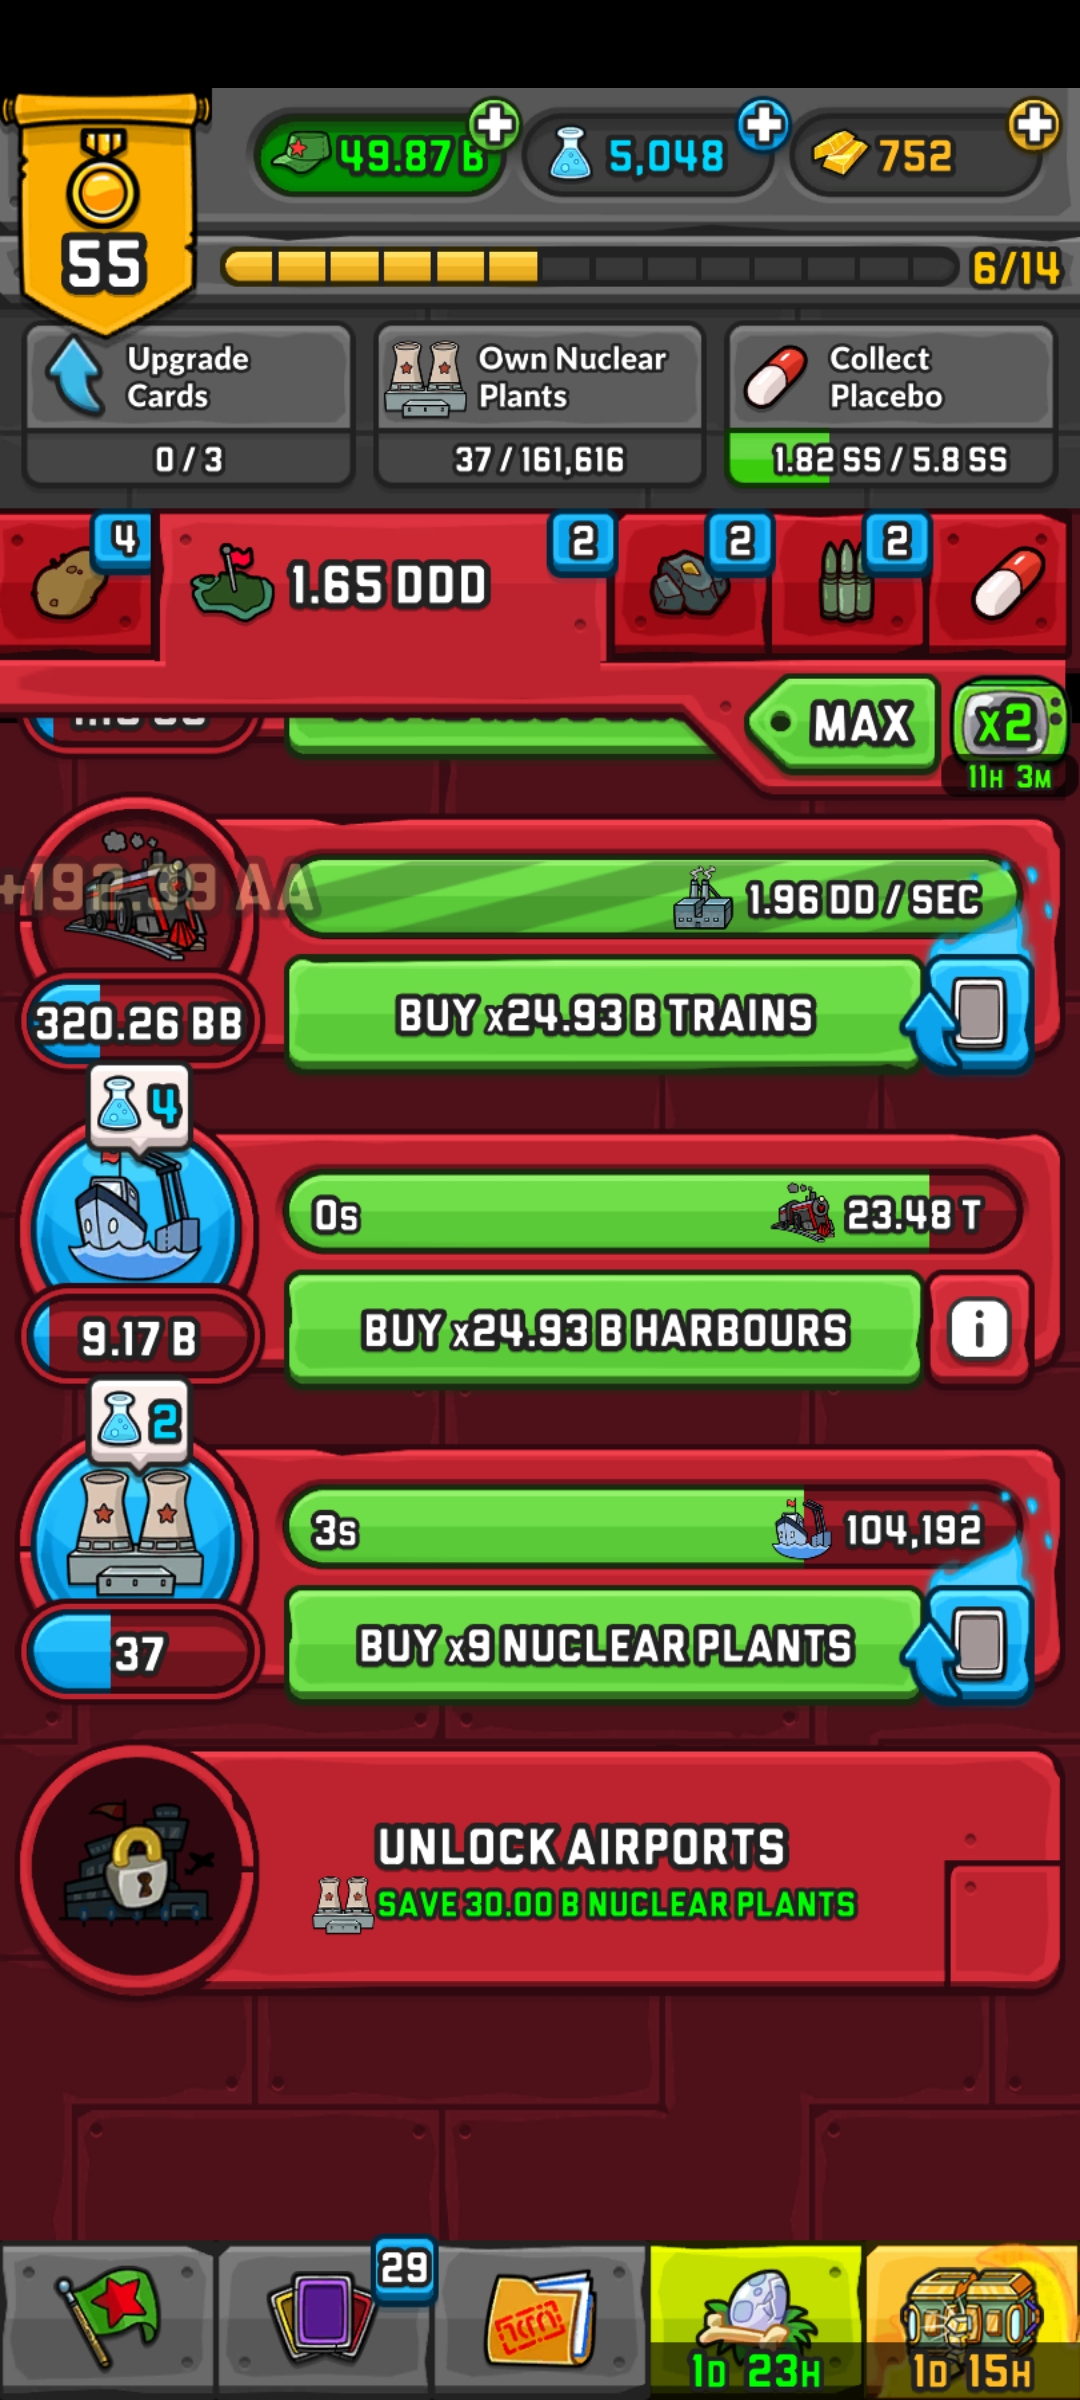 55
49.87 B
5,048
752
6/14
Upgrade
Cards
0 / 3
Own Nuclear
Plants
37 / 161,616
Collect
Placebo
1.82 SS / 5.8 SS
4
1.65 DDD
2
2
2
MAX
X2
11H 3M
+192.39 AA
1.96 DD / SEC
320.26 BB
BUY x24.93 B TRAINS
4
0s
23.48 T
9.17 B
BUY x24.93 B HARBOURS
i
2
3s
104,192
37
BUY x9 NUCLEAR PLANTS
UNLOCK AIRPORTS
SAVE 30.00 B NUCLEAR PLANTS
29
1D 23H
1D 15H